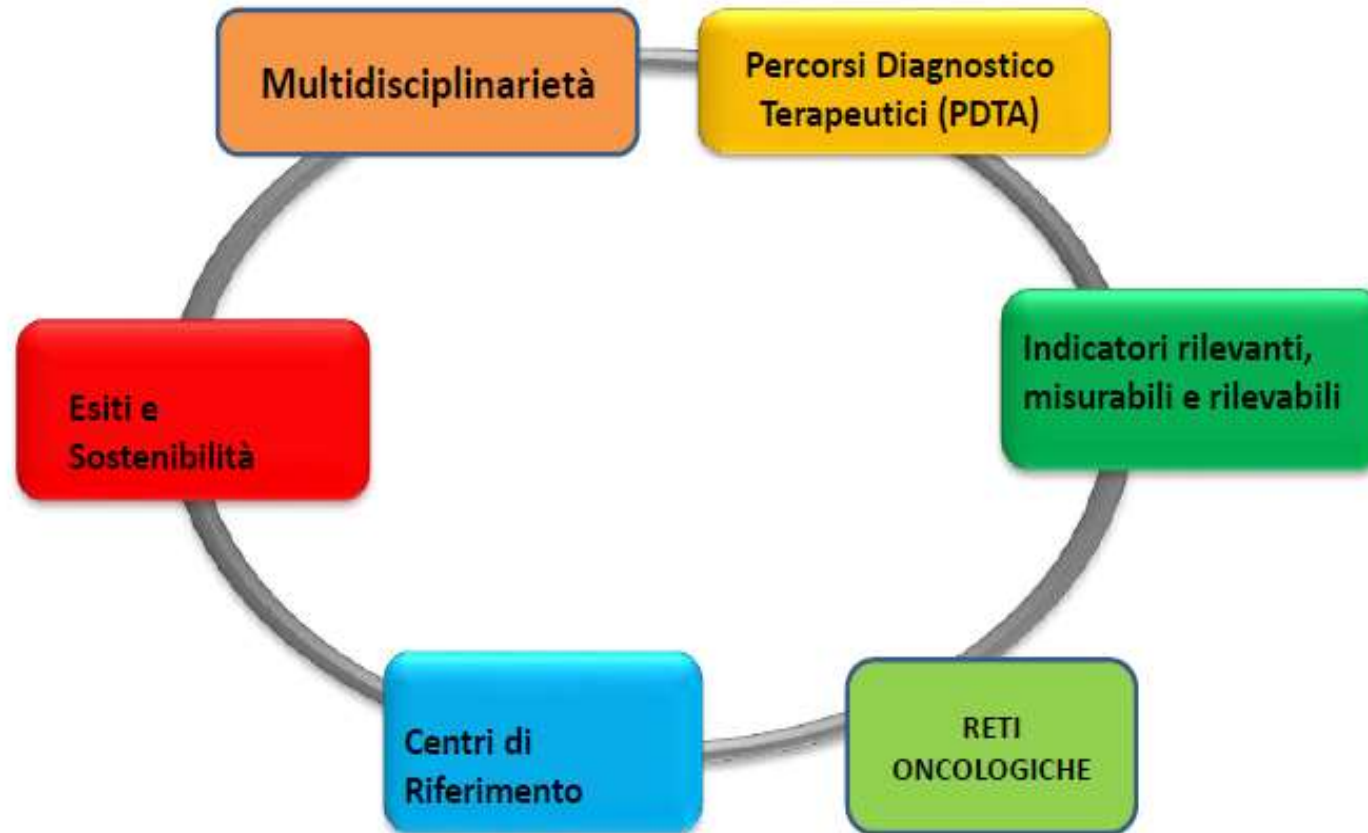 Multidisciplinarietà
Percorsi Diagnostico
Terapeutici (PDTA)
Indicatori rilevanti,
misurabili e rilevabili
RETI
ONCOLOGICHE
Centri di
Riferimento
Esiti e
Sostenibilità